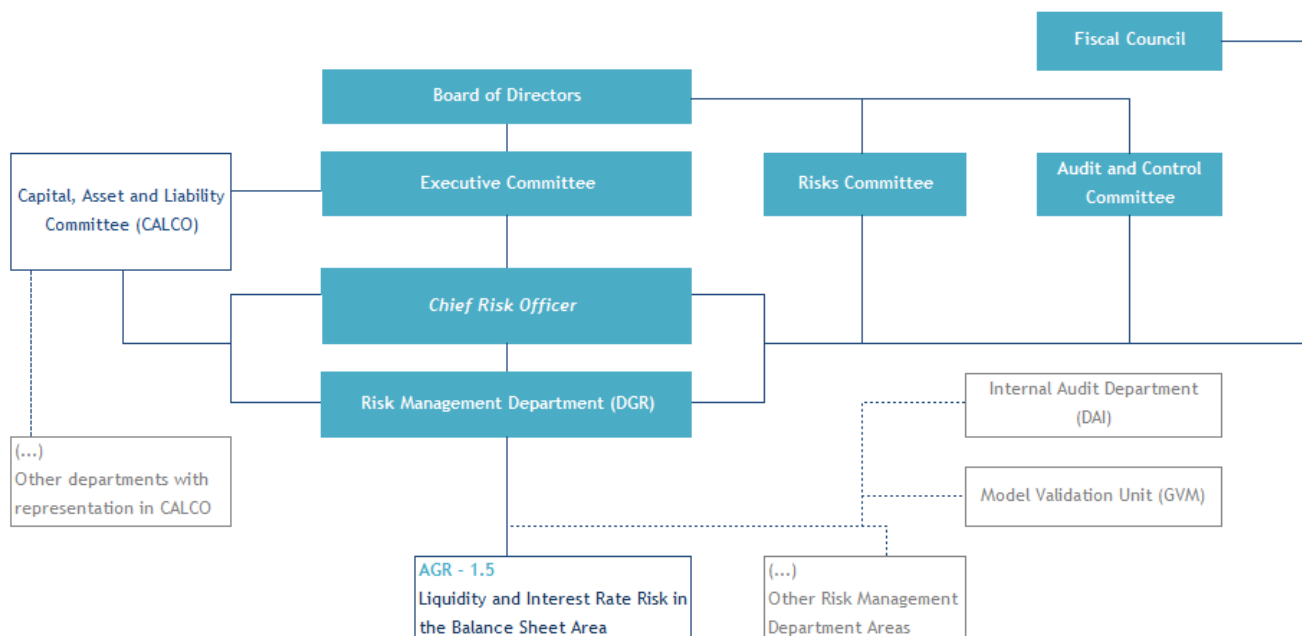 Fiscal Council
Board of Directors
Capital, Asset and Liability
Committee (CALCO)
Executive Committee
Risks Committee
Audit and Control
Committee
Chief Risk Officer
Risk Management Department (DGR)
Internal Audit Department
(DAI)
(...)
Other departments with
representation in CALCO
Model Validation Unit (GVM)
AGR - 1.5
Liquidity and Interest Rate Risk in
the Balance Sheet Area
(...)
Other Risk Management
Department Areas